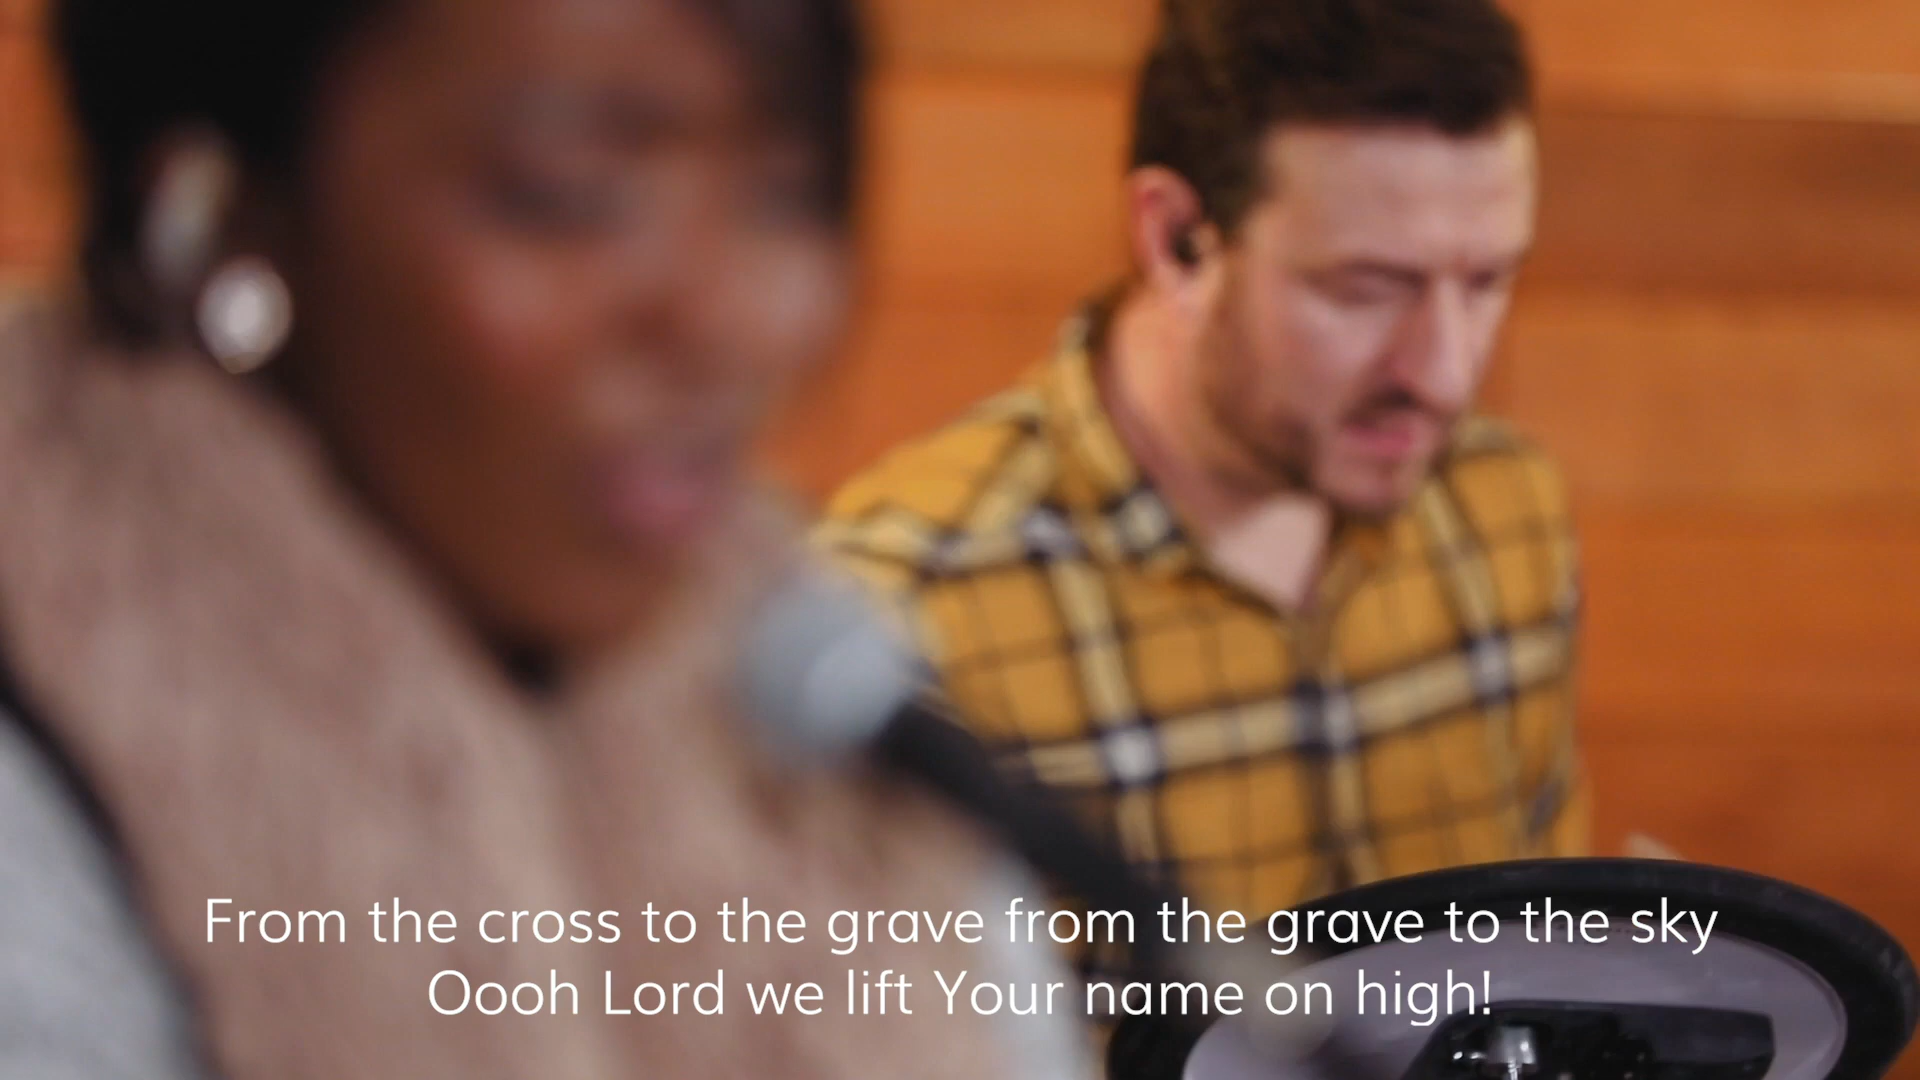 From the cross to the grave from the grave to the sky
Oooh Lord we lift Your name on high!